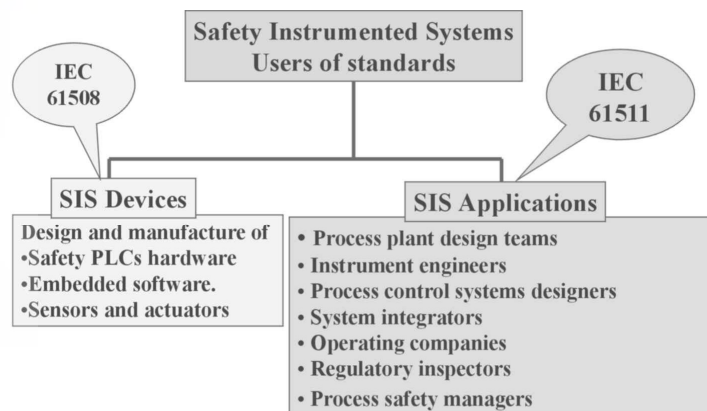 Safety Instrumented Systems
Users of standards
IEC
61508
IEC
61511
SIS Devices
Design and manufacture of
•Safety PLCs hardware
•Embedded software.
•Sensors and actuators
SIS Applications
• Process plant design teams
• Instrument engineers
• Process control systems designers
• System integrators
• Operating companies
• Regulatory inspectors
• Process safety managers